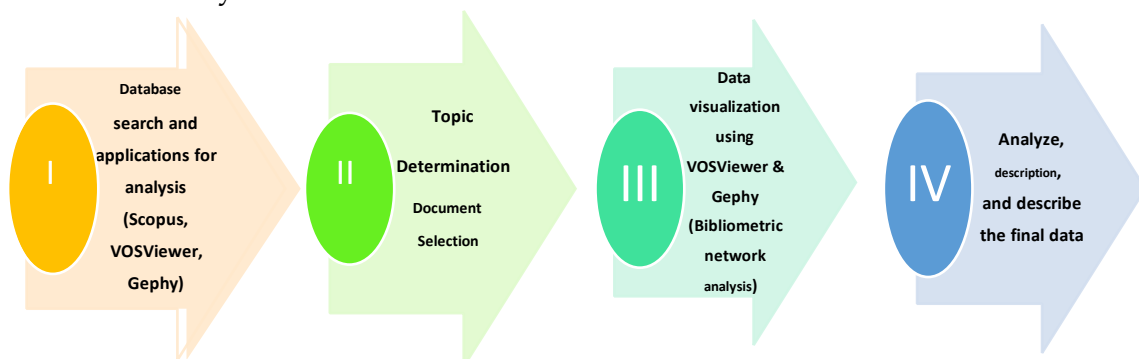 y
I
Database
search and
applications for
analysis
(Scopus,
VOSViewer,
Gephy)
II
Topic
Determination
Document
Selection
III
Data
visualization
using
VOSViewer &
Gephy
(Bibliometric
network
analysis)
IV
Analyze,
description,
and describe
the final data